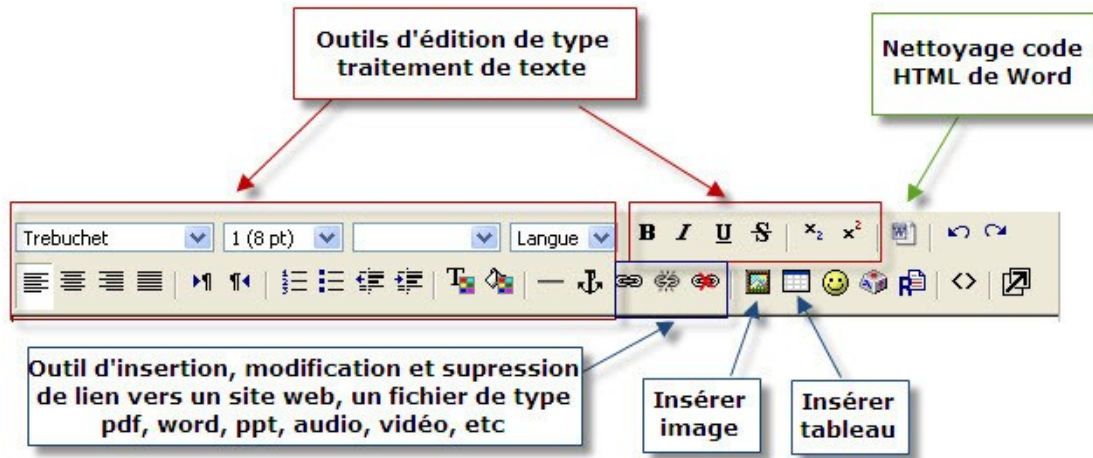 Outils d'édition de type
traitement de texte
Nettoyage code
HTML de Word
Trebuchet
1 (8 pt)
Langue
B I U S x₂ x²
Outil d'insertion, modification et supression
de lien vers un site web, un fichier de type
pdf, word, ppt, audio, vidéo, etc
Insérer
image
Insérer
tableau